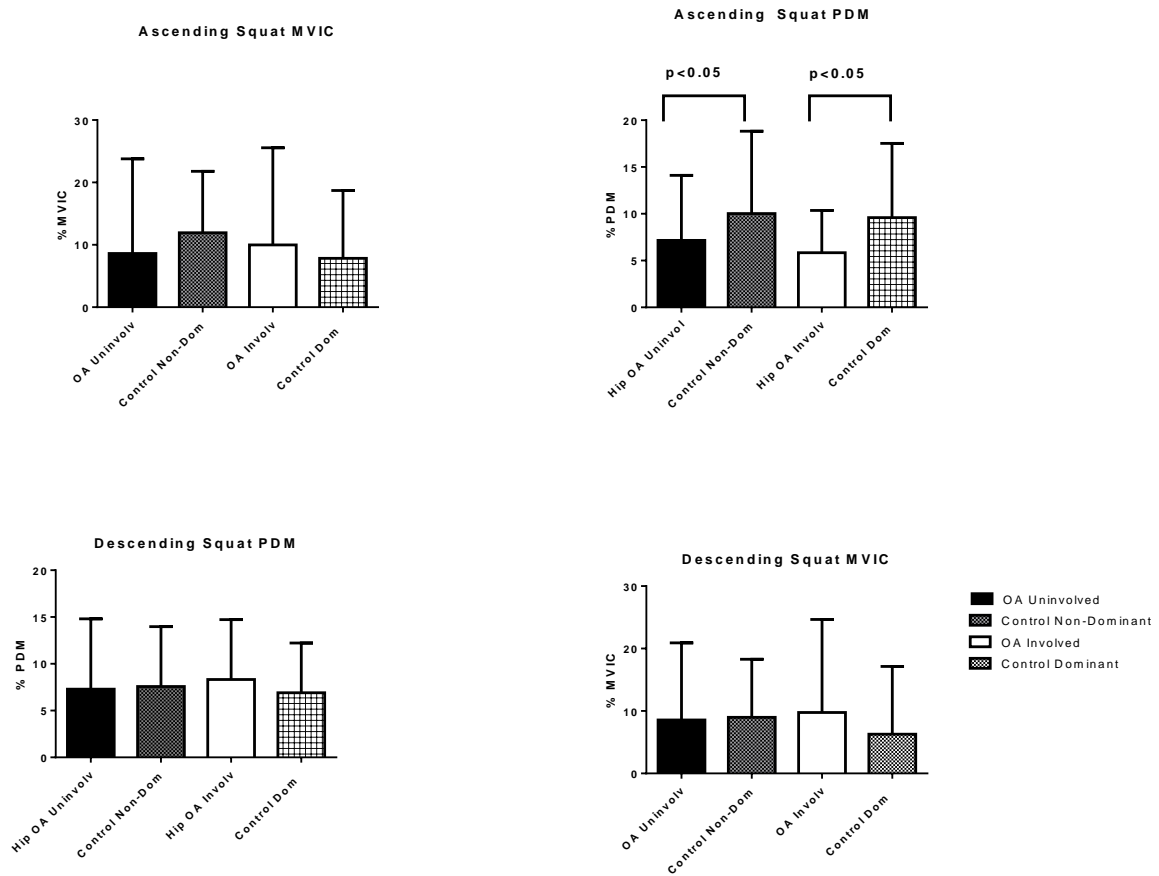 Ascending Squat MVIC
% MVIC
30
20
10
0
OA Uninvolv
Control Non-Dom
OA Involv
Control Dom
Ascending Squat PDM
p<0.05
p<0.05
%PDM
20
15
10
5
0
Hip OA Uninvol
Control Non-Dom
Hip OA Involv
Control Dom
Descending Squat PDM
% PDM
20
15
10
5
0
Hip OA Uninvolv
Control Non-Dom
Hip OA Involv
Control Dom
Descending Squat MVIC
% MVIC
30
20
10
0
OA Uninvolv
Control Non-Dom
OA Involv
Control Dom
OA Uninvolved
Control Non-Dominant
OA Involved
Control Dominant